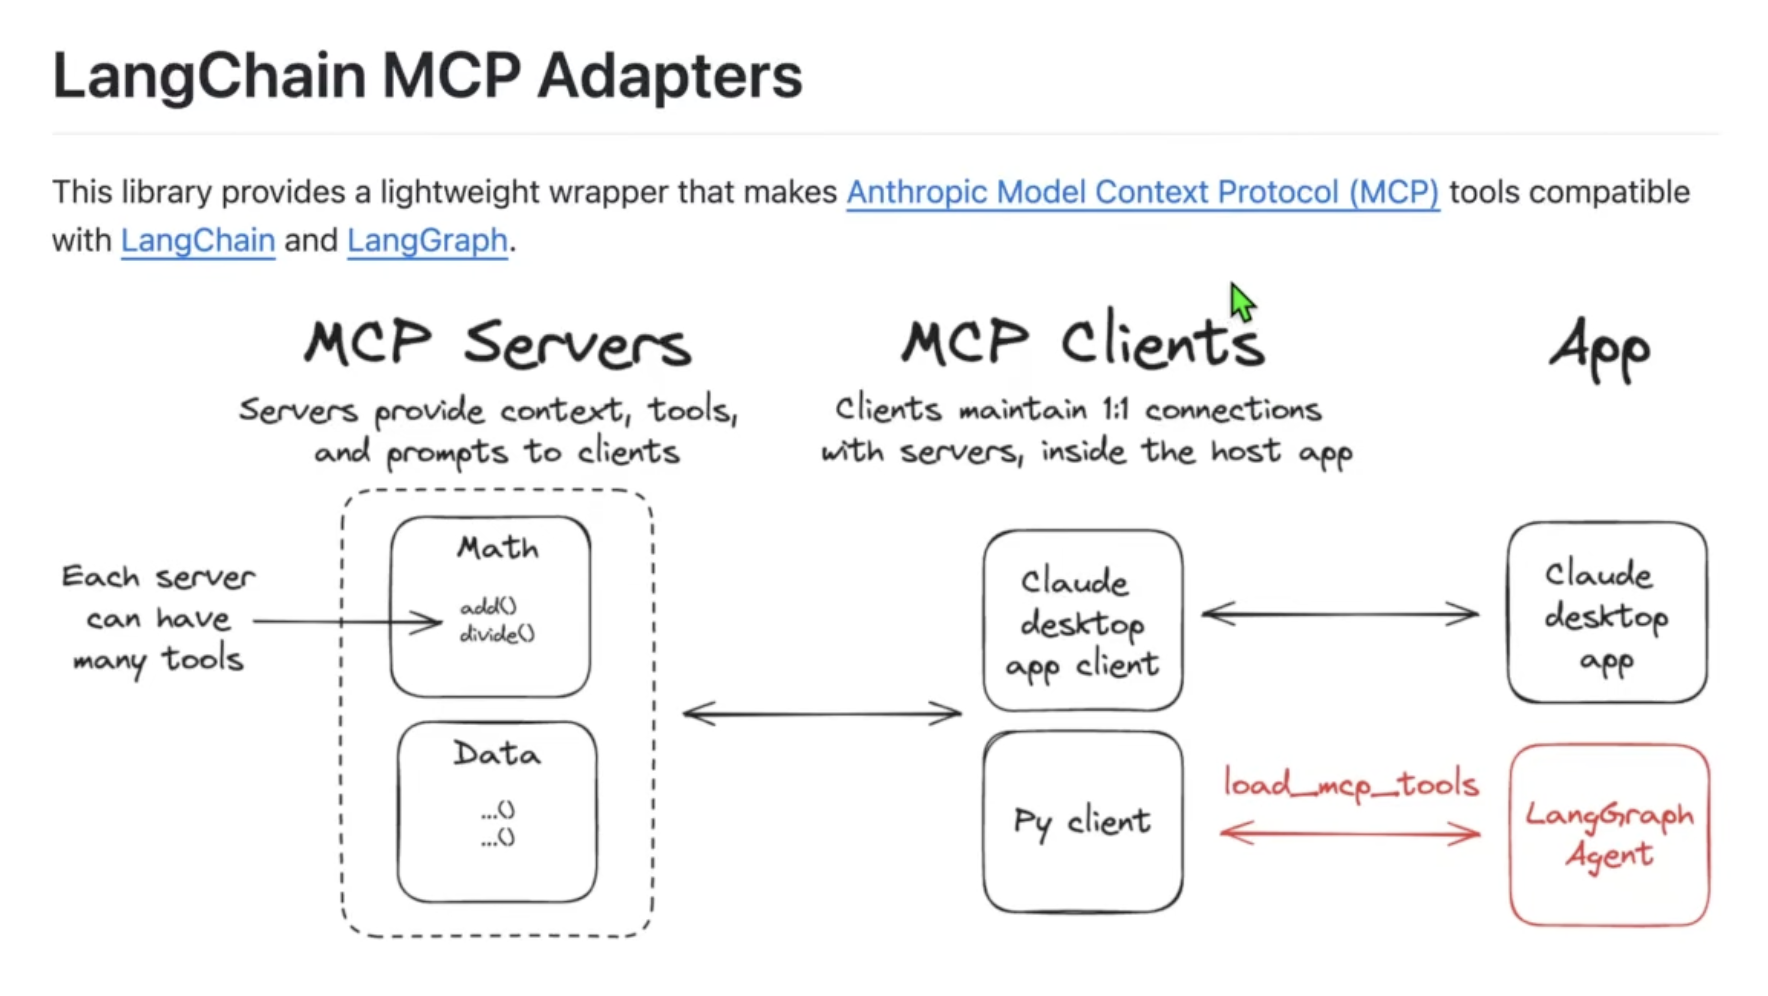 LangChain MCP Adapters
This library provides a lightweight wrapper that makes Anthropic Model Context Protocol (MCP) tools compatible
with LangChain and LangGraph.
MCP Servers
Servers provide context, tools,
and prompts to clients
MCP Clients
Clients maintain 1:1 connections
with servers, inside the host app
App
Each server
can have
many tools
Math
add()
divide()
Data
...()
...()
Claude
desktop
app client
Py client
load_mcp_tools
Claude
desktop
app
LangGraph
Agent